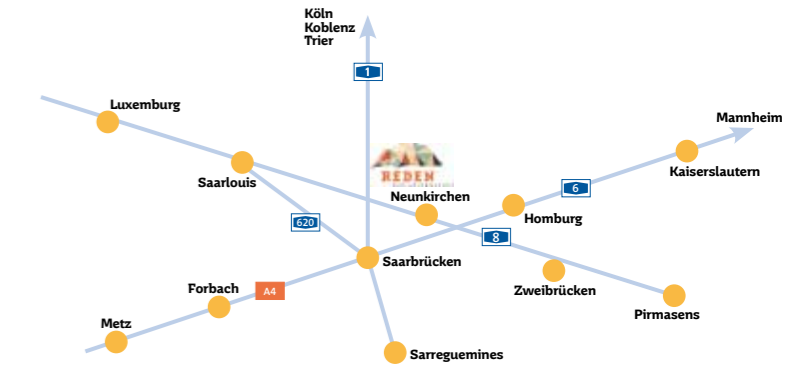 Köln
Koblenz
Trier
1
Luxemburg
Mannheim
REDEN
Kaiserslautern
Saarlouis
6
Neunkirchen
620
Homburg
8
Saarbrücken
Forbach
A4
Zweibrücken
Pirmasens
Metz
Sarreguemines